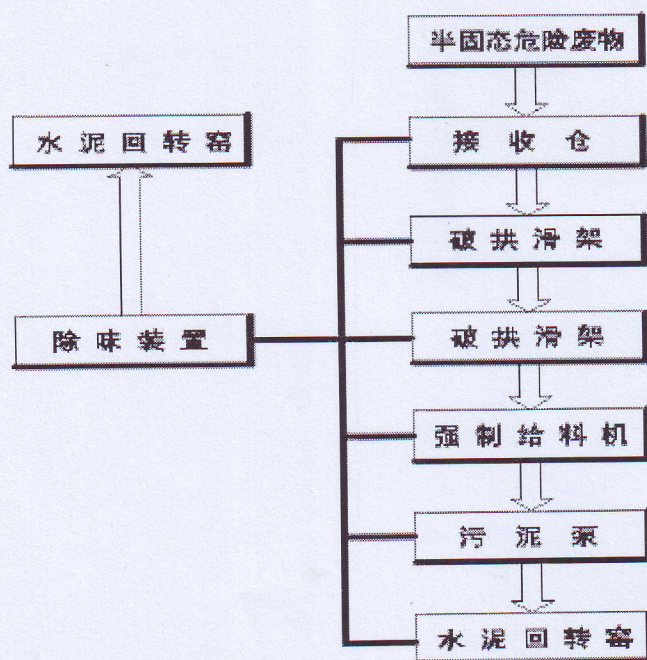 半固态危险废物
水泥回转窑
接收仓
破拱滑架
除味装置
破拱滑架
强制给料机
污泥泵
水泥回转窑